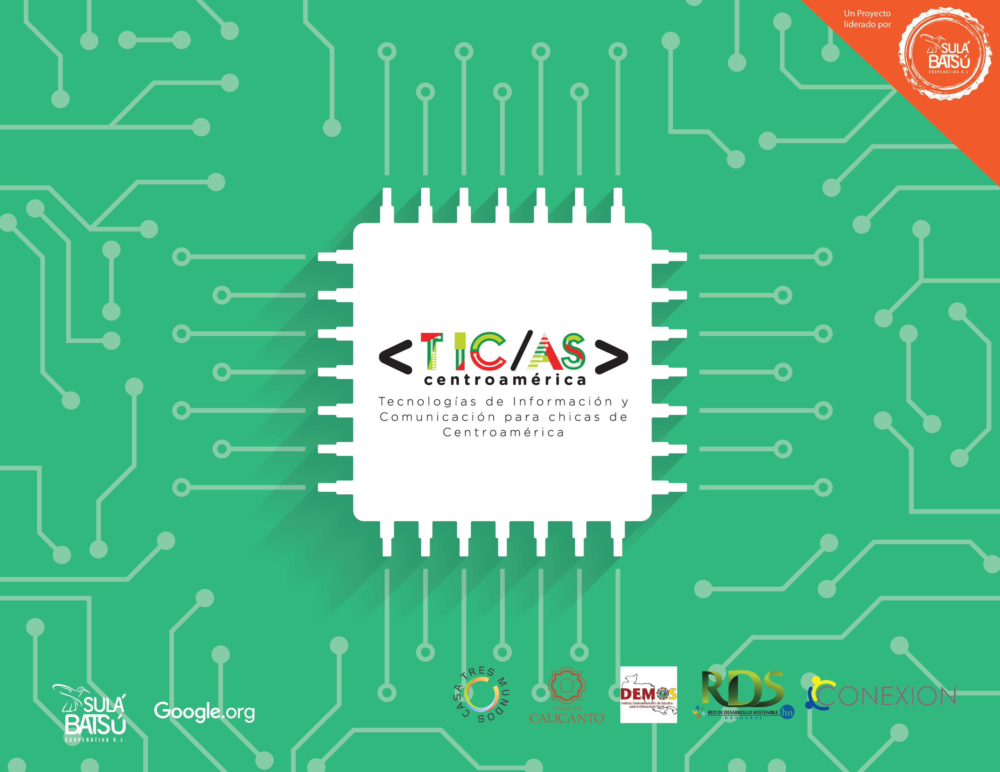 Un Proyecto
liderado por
SULÁ
BATSÚ
COOPERATIVA R.L.
<TIC/AS>
centroamérica
Tecnologías de Información y
Comunicación para chicas de
Centroamérica
SULÁ
BATSÚ
COOPERATIVA R.L.
Google.org
CASA TRES MUNDOS
FUNDACIÓN
CALICANTO
DEMOS
Instituto Centroamericano de Estudios
para la Democracia Social
RDS
RED DE DESARROLLO SOSTENIBLE hn
HONDURAS
CONEXION